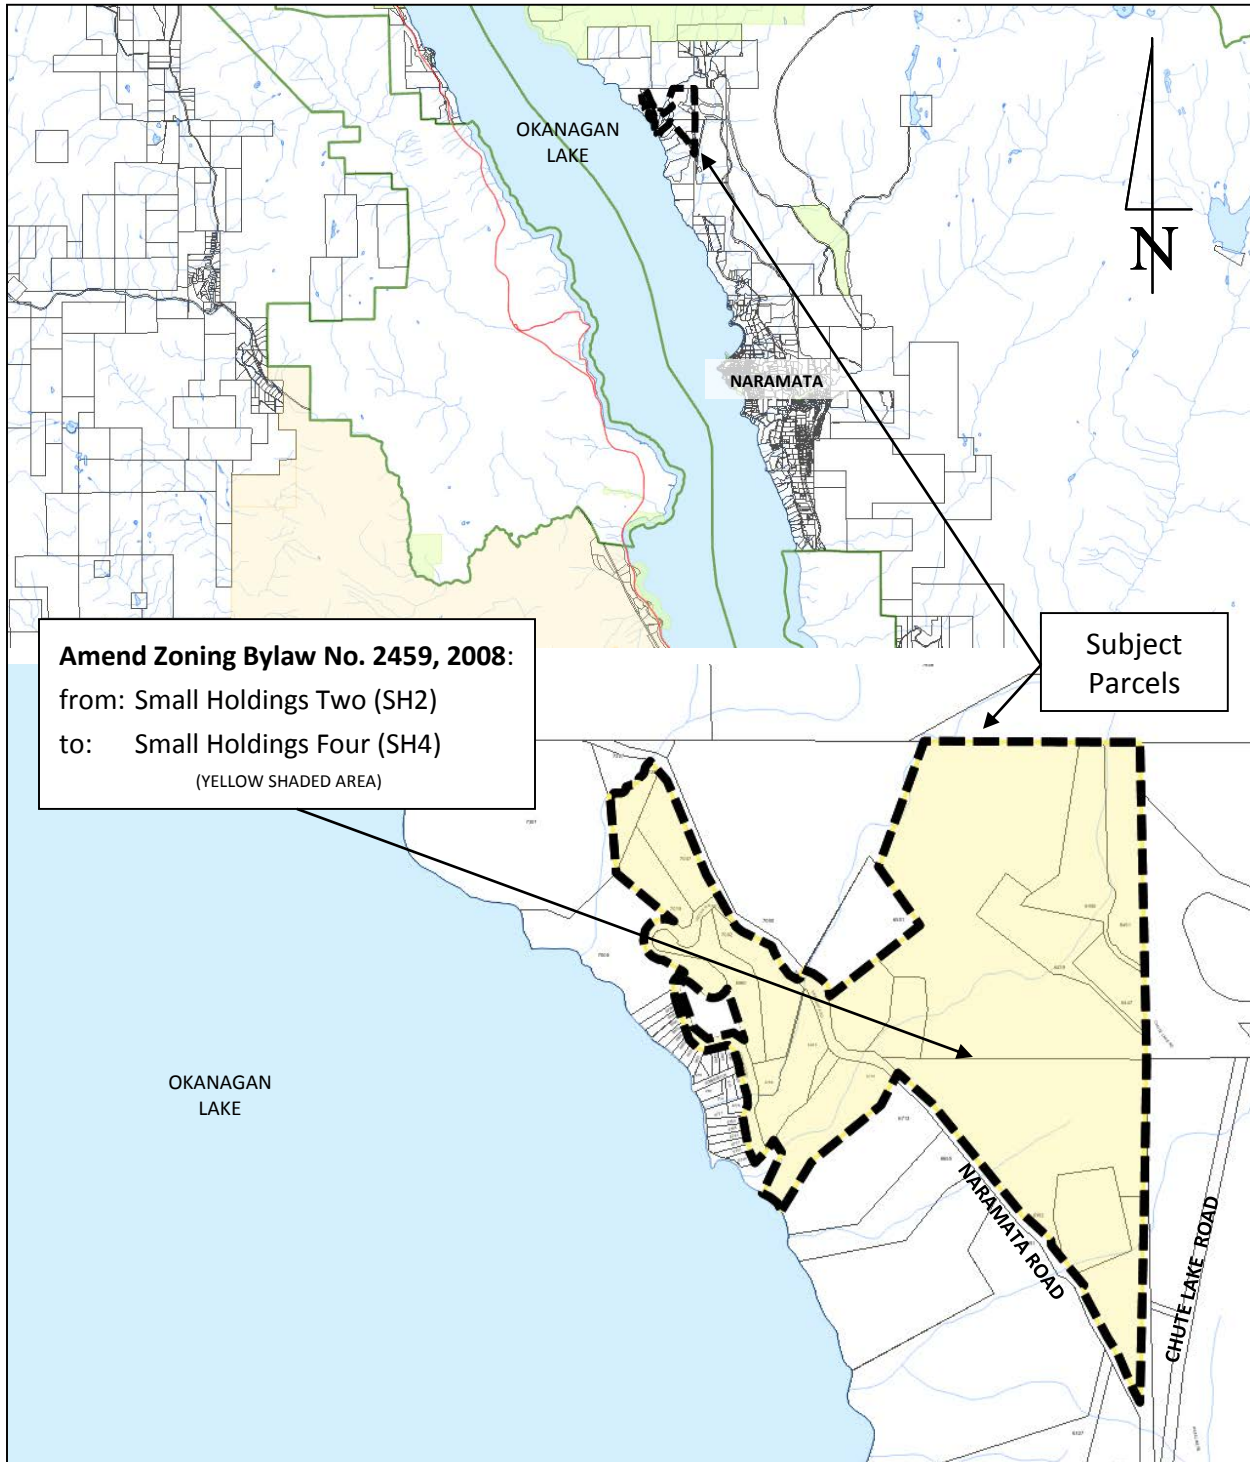 OKANAGAN
LAKE
N
NARAMATA
Subject
Parcels
Amend Zoning Bylaw No. 2459, 2008:
from: Small Holdings Two (SH2)
to: Small Holdings Four (SH4)
(YELLOW SHADED AREA)
OKANAGAN
LAKE
NARAMATA ROAD
CHUTE LAKE ROAD